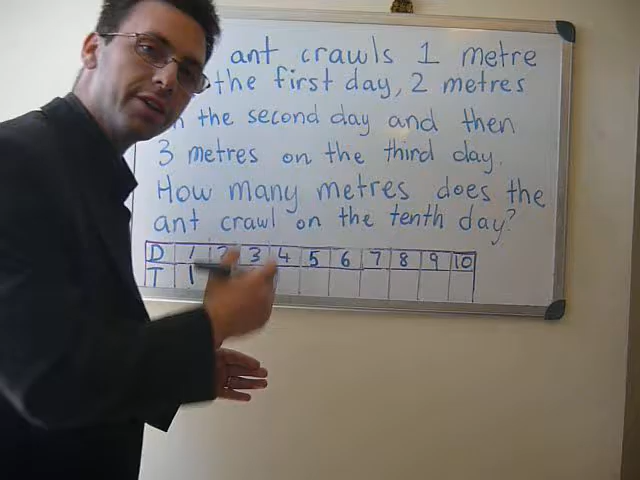 ant crawls 1 metre
the first day, 2 metres
the second day and then
3 metres on the third day.
How many metres does the
ant crawl on the tenth day?
D 1 2 3 4 5 6 7 8 9 10
T 1